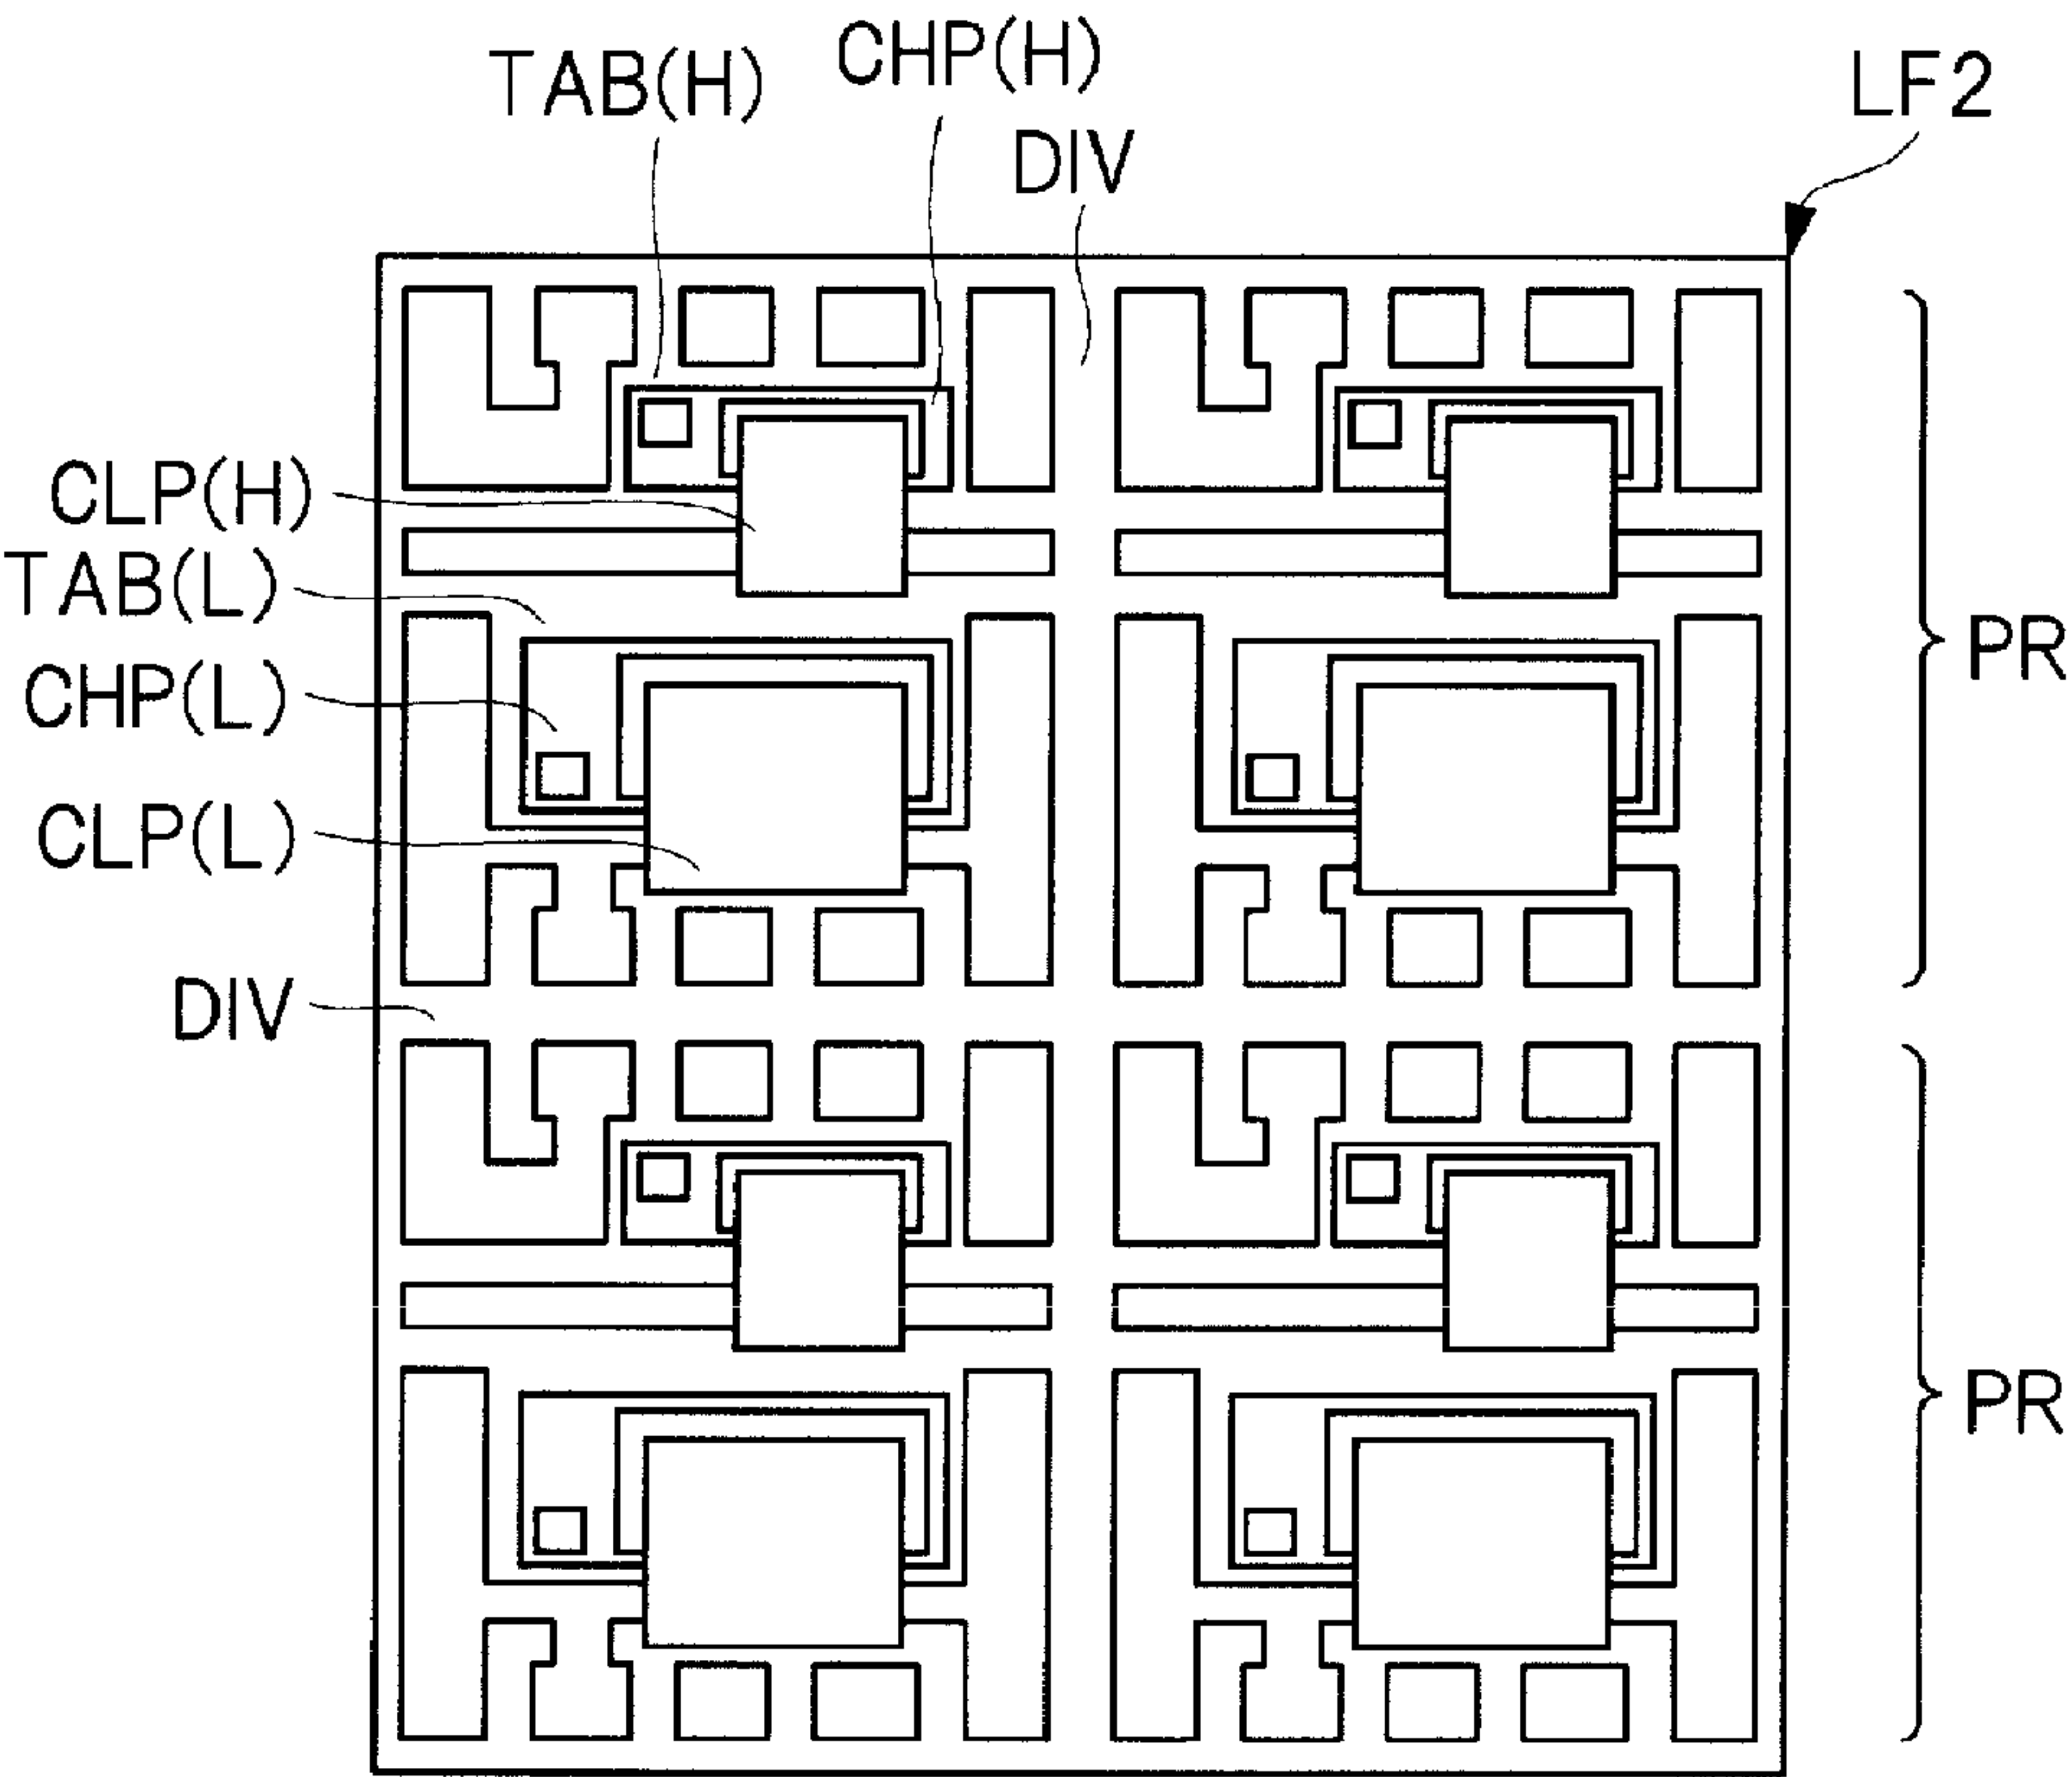 CHP(H)
TAB(H)
LF2
DIV
CLP(H)
TAB(L)
PR
CHP(L)
CLP(L)
DIV
PR